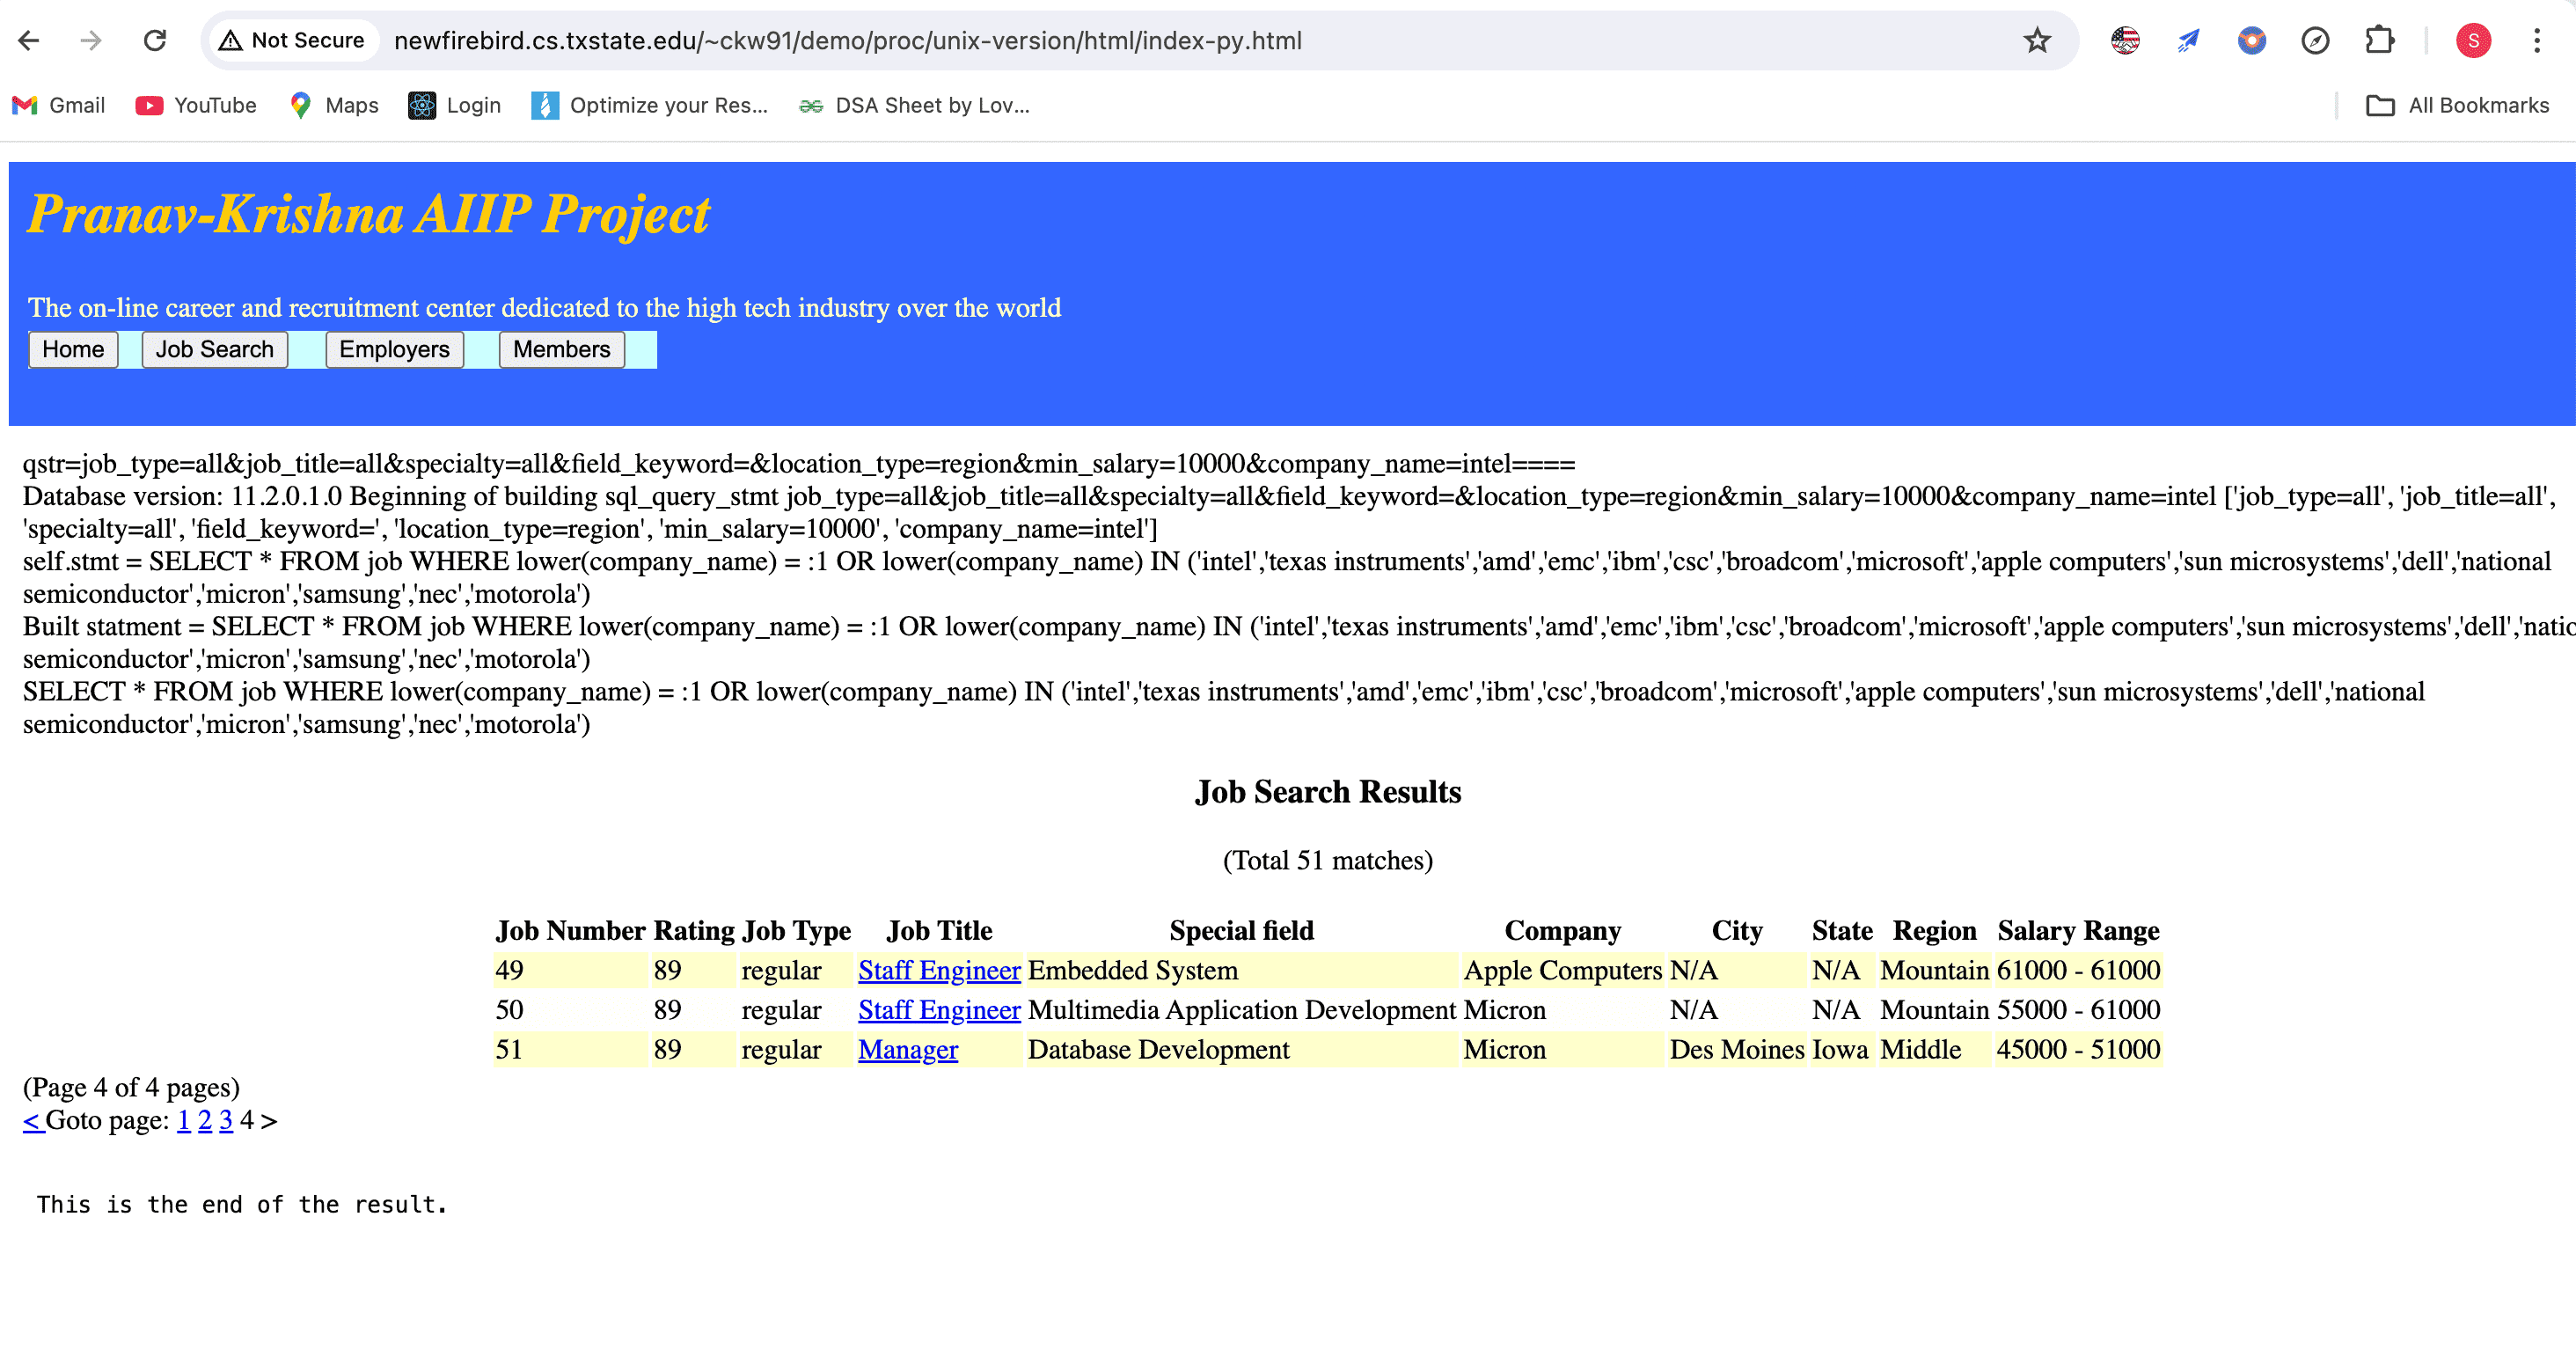 Not Secure newfirebird.cs.txstate.edu/~ckw91/demo/proc/unix-version/html/index-py.html S
Gmail YouTube Maps Login Optimize your Res... DSA Sheet by Lov... All Bookmarks
Pranav-Krishna AIIP Project
The on-line career and recruitment center dedicated to the high tech industry over the world
Home Job Search Employers Members
qstr=job_type=all&job_title=all&specialty=all&field_keyword=&location_type=region&min_salary=10000&company_name=intel====
Database version: 11.2.0.1.0 Beginning of building sql_query_stmt job_type=all&job_title=all&specialty=all&field_keyword=&location_type=region&min_salary=10000&company_name=intel ['job_type=all', 'job_title=all',
'specialty=all', 'field_keyword=', 'location_type=region', 'min_salary=10000', 'company_name=intel']
self.stmt = SELECT * FROM job WHERE lower(company_name) = :1 OR lower(company_name) IN ('intel','texas instruments','amd','emc','ibm','csc','broadcom','microsoft','apple computers','sun microsystems','dell','national
semiconductor','micron','samsung','nec','motorola')
Built statment = SELECT * FROM job WHERE lower(company_name) = :1 OR lower(company_name) IN ('intel','texas instruments','amd','emc','ibm','csc','broadcom','microsoft','apple computers','sun microsystems','dell','natio
semiconductor','micron','samsung','nec','motorola')
SELECT * FROM job WHERE lower(company_name) = :1 OR lower(company_name) IN ('intel','texas instruments','amd','emc','ibm','csc','broadcom','microsoft','apple computers','sun microsystems','dell','national
semiconductor','micron','samsung','nec','motorola')
Job Search Results
(Total 51 matches)
Job Number Rating Job Type Job Title Special field Company City State Region Salary Range
49 89 regular Staff Engineer Embedded System Apple Computers N/A N/A Mountain 61000 - 61000
50 89 regular Staff Engineer Multimedia Application Development Micron N/A N/A Mountain 55000 - 61000
51 89 regular Manager Database Development Micron Des Moines Iowa Middle 45000 - 51000
(Page 4 of 4 pages)
< Goto page: 1 2 3 4 >
This is the end of the result.